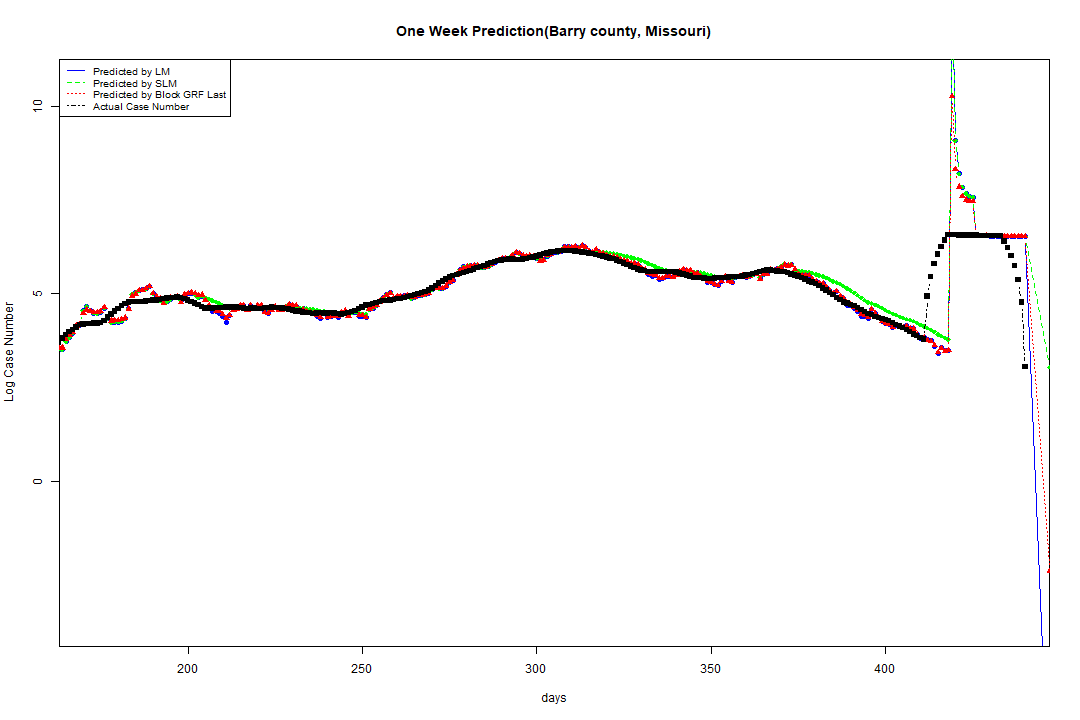 One Week Prediction(Barry county, Missouri)
Predicted by LM
Predicted by SLM
Predicted by Block GRF Last
Actual Case Number
10
5
0
Log Case Number
200 250 300 350 400
days